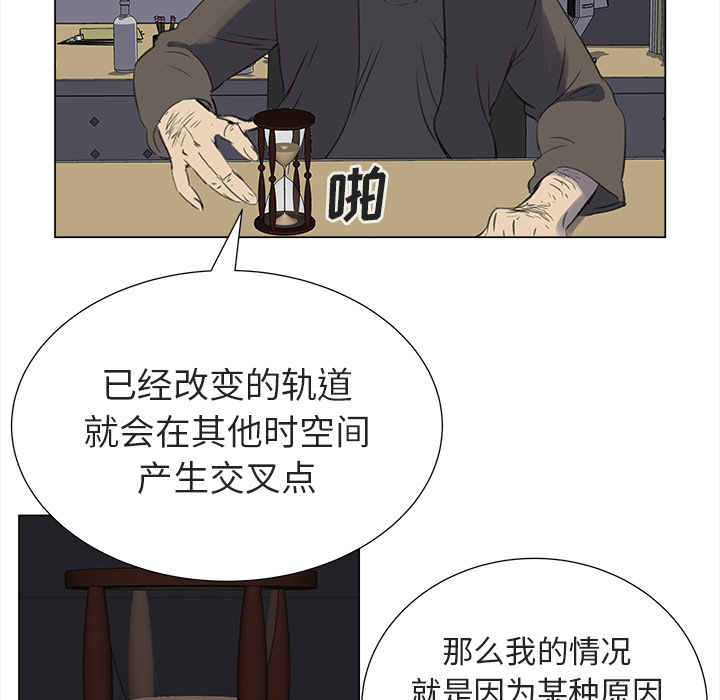 啪
已经改变的轨道
就会在其他时空间
产生交叉点
那么我的情况
就是因为某种原因